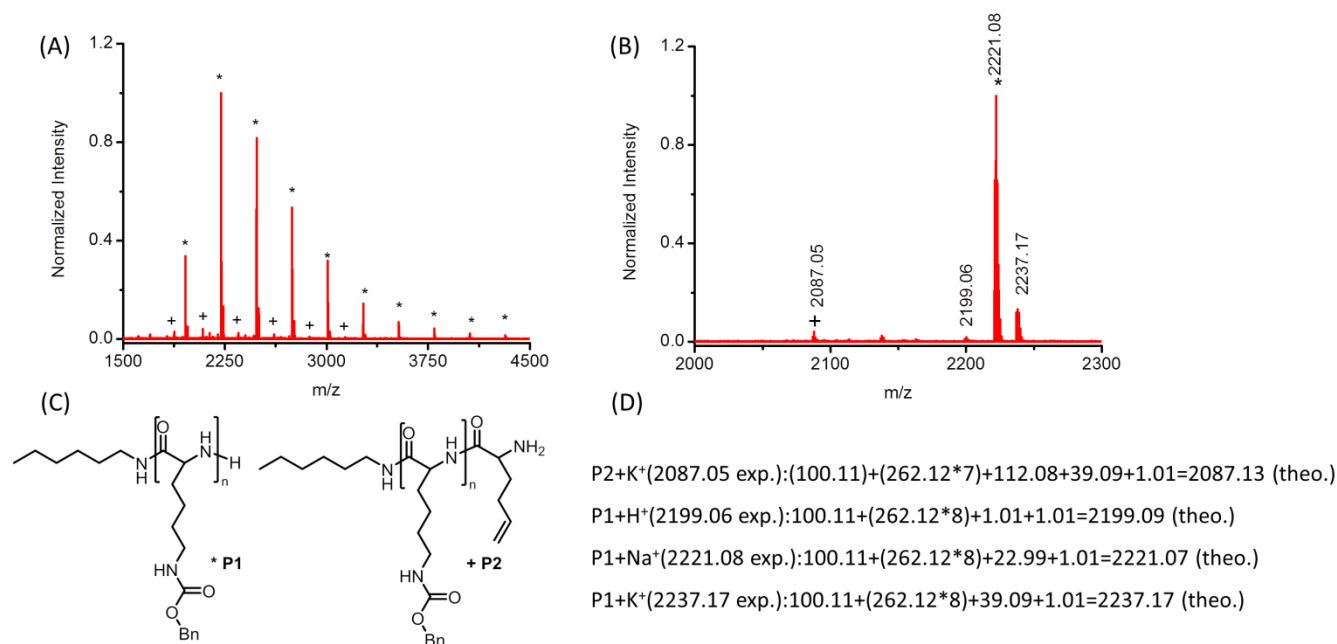 (A)
1.2
0.8
0.4
0.0
Normalized Intensity
* * * * * * * * * *
+ + + + + +
1500 2250 3000 3750 4500
m/z
(B)
1.2
0.8
0.4
0.0
Normalized Intensity
2087.05
+
2199.06
2221.08
*
2237.17
2000 2100 2200 2300
m/z
(C)
O
H
N
H
n
N
H
NH
O
O
Bn
* P1
O
H
N
O
NH2
n
N
H
NH
O
O
Bn
+ P2
(D)
P2+K+(2087.05 exp.):(100.11)+(262.12*7)+112.08+39.09+1.01=2087.13 (theo.)
P1+H+(2199.06 exp.):100.11+(262.12*8)+1.01+1.01=2199.09 (theo.)
P1+Na+(2221.08 exp.):100.11+(262.12*8)+22.99+1.01=2221.07 (theo.)
P1+K+(2237.17 exp.):100.11+(262.12*8)+39.09+1.01=2237.17 (theo.)